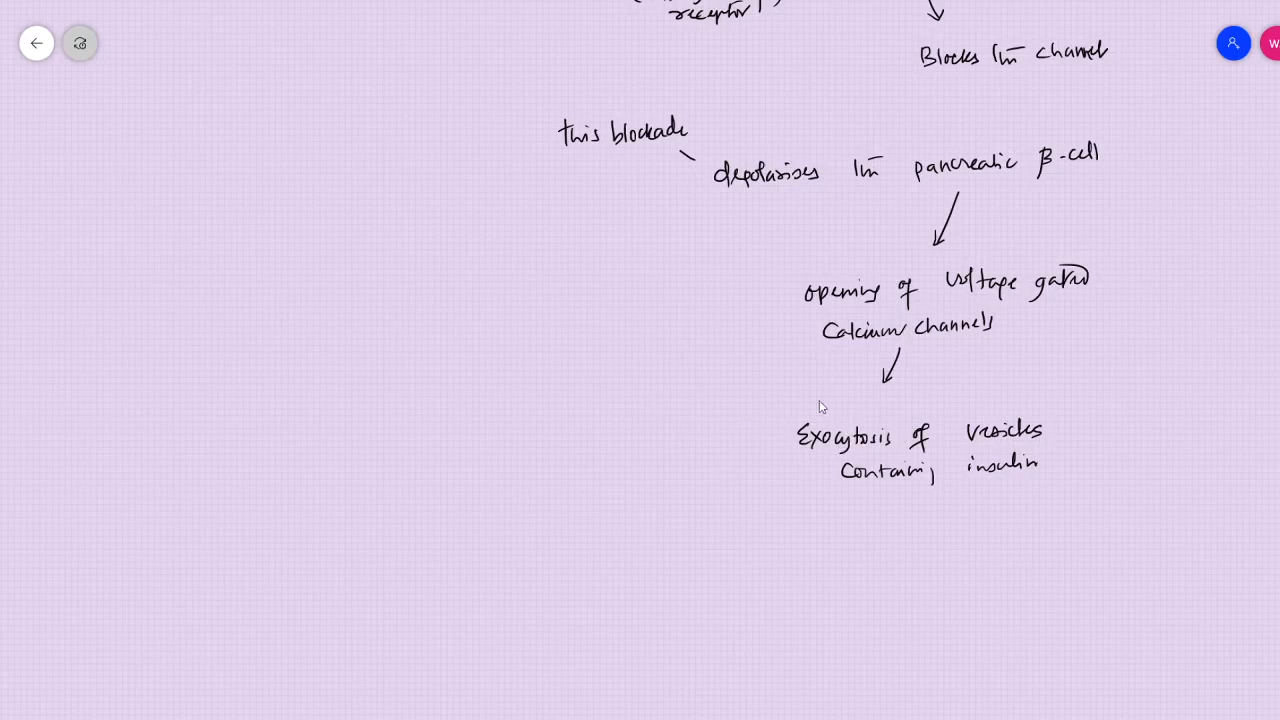 receptor)
Blocks the channel
this blockade
depolarises the pancreatic β-cell
opening of voltage gated
Calcium channels
Exocytosis of vesicles
Containing insulin
W